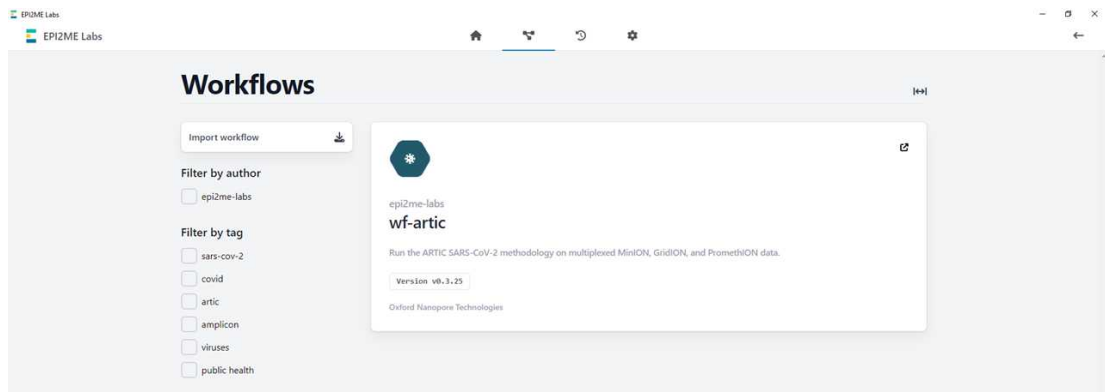 EPI2ME Labs
EPI2ME Labs
Workflows
Import workflow
Filter by author
epi2me-labs
Filter by tag
sars-cov-2
covid
artic
amplicon
viruses
public health
epi2me-labs
wf-artic
Run the ARTIC SARS-CoV-2 methodology on multiplexed MinION, GridION, and PromethION data.
Version v0.3.25
Oxford Nanopore Technologies